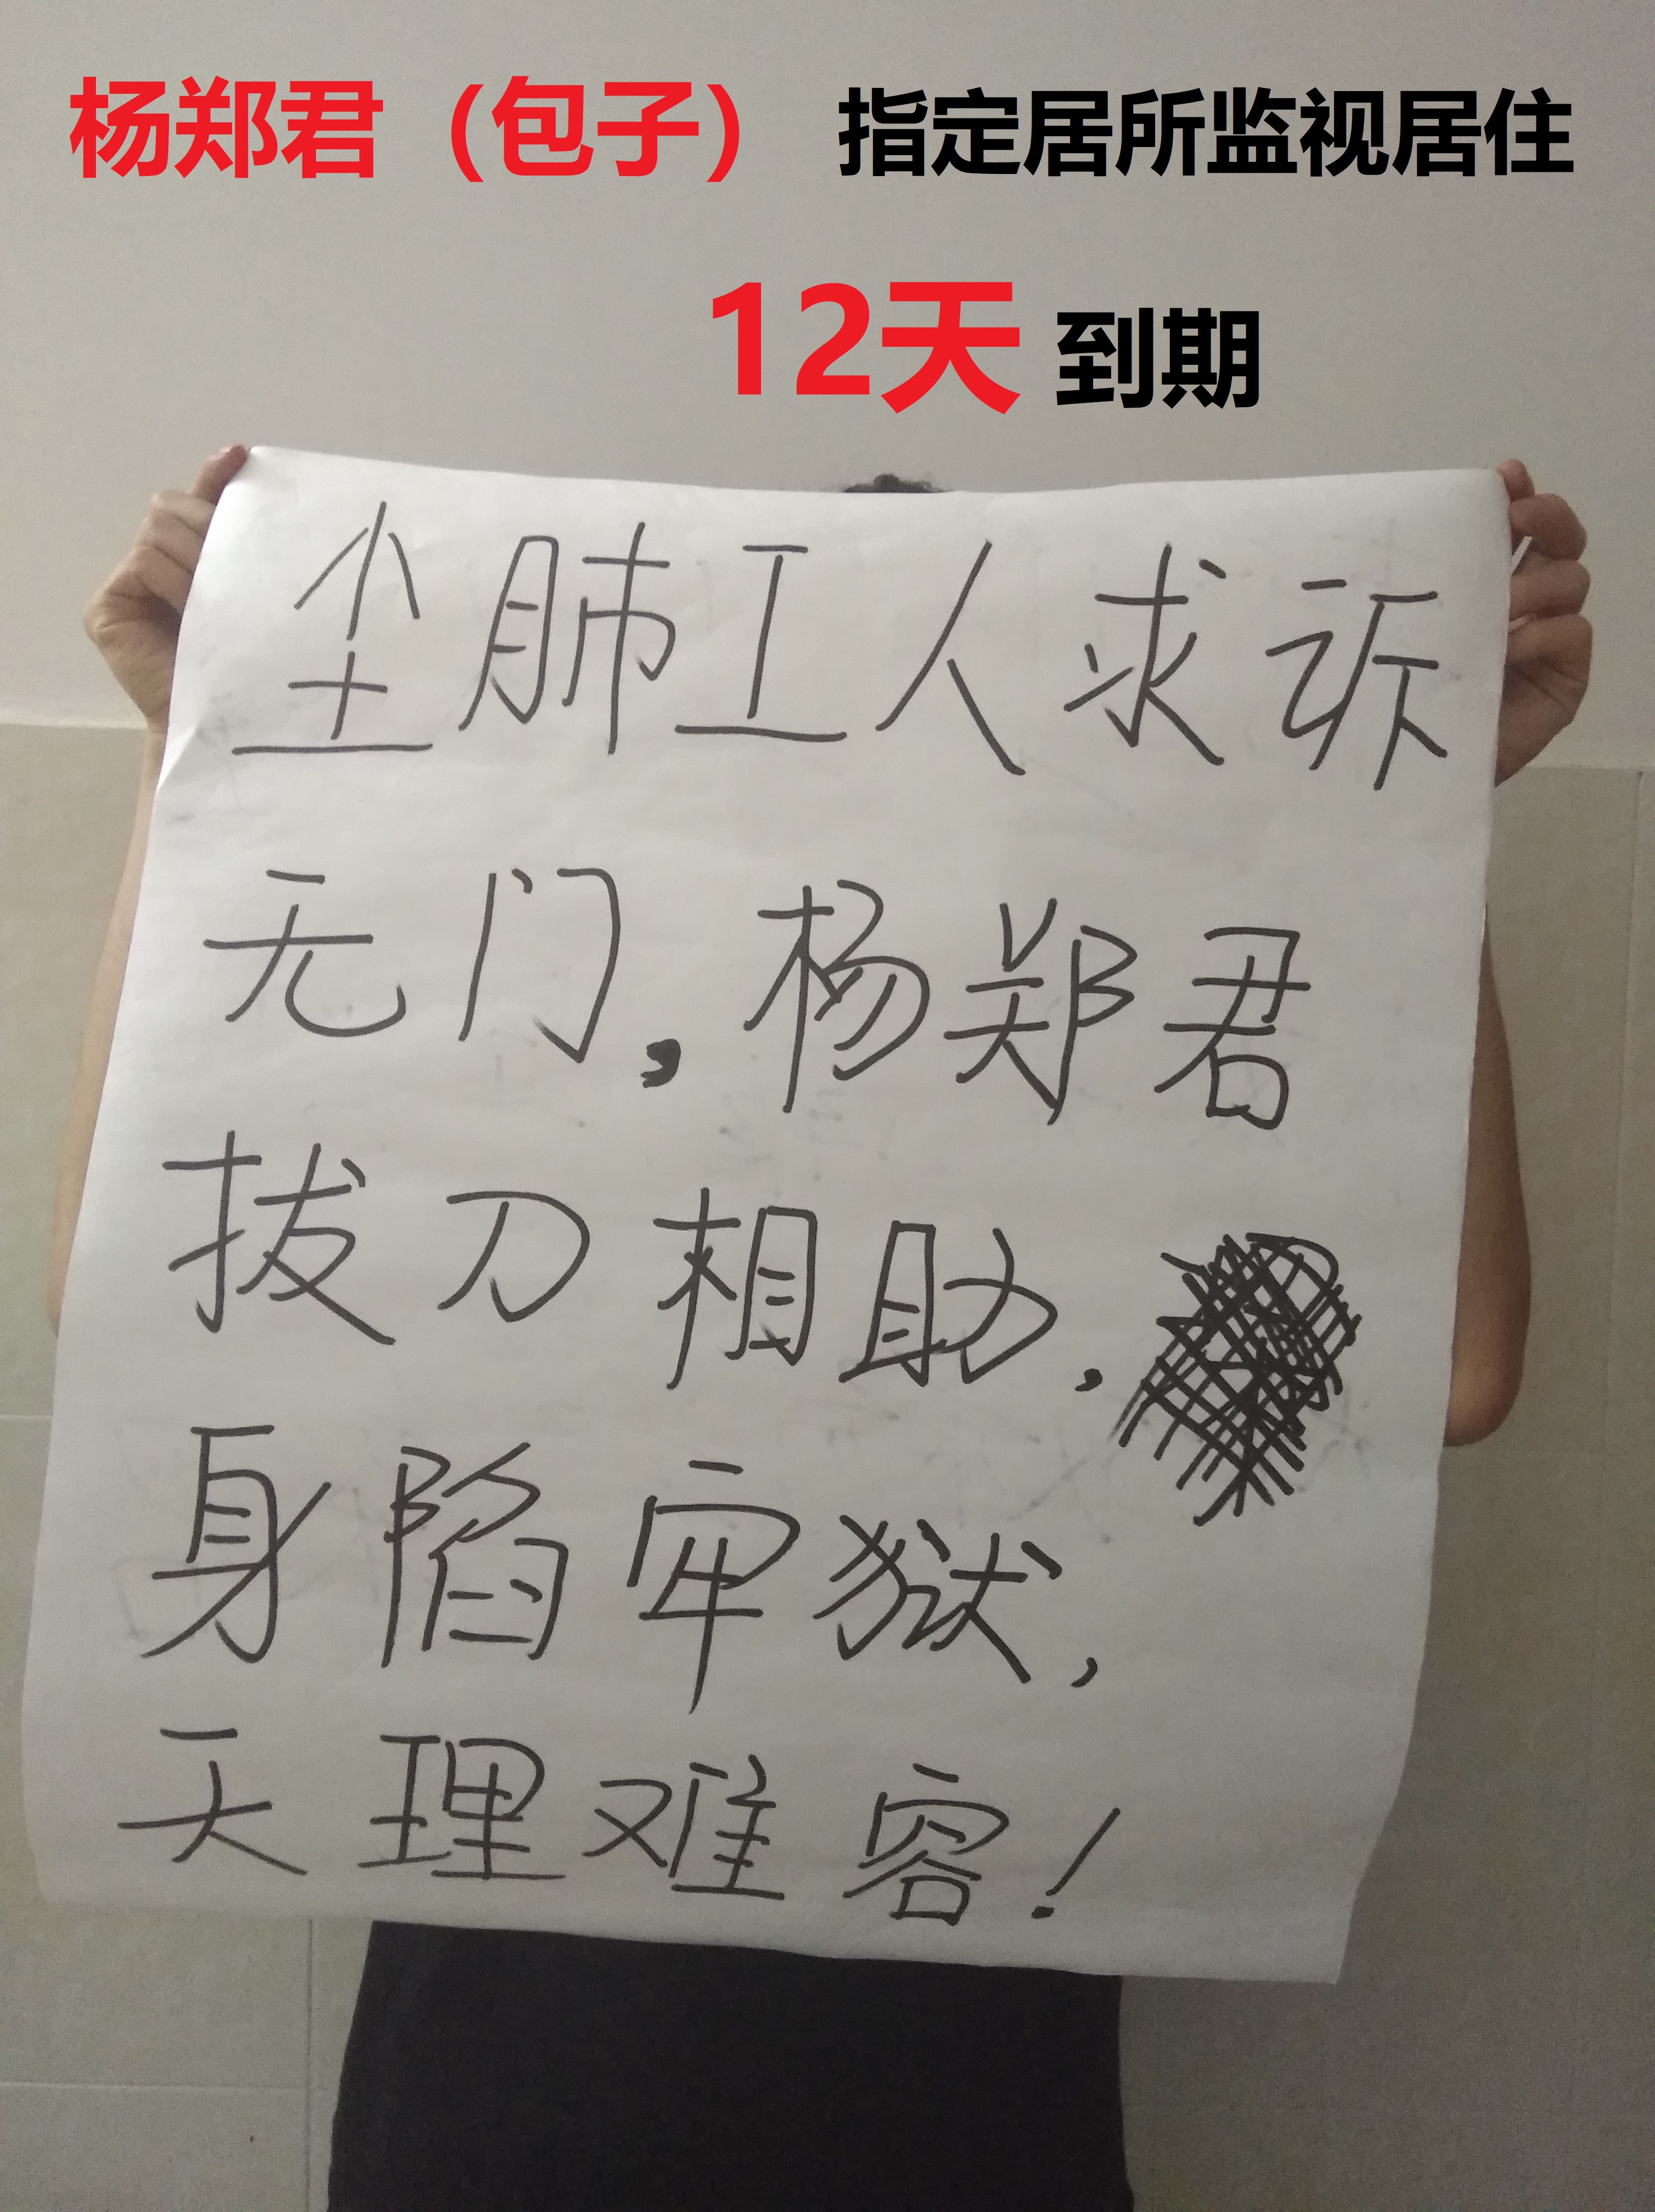 杨郑君（包子） 指定居所监视居住
12天 到期
尘肺工人求诉
无门，杨郑君
拔刀相助，
身陷牢狱，
天理难容！